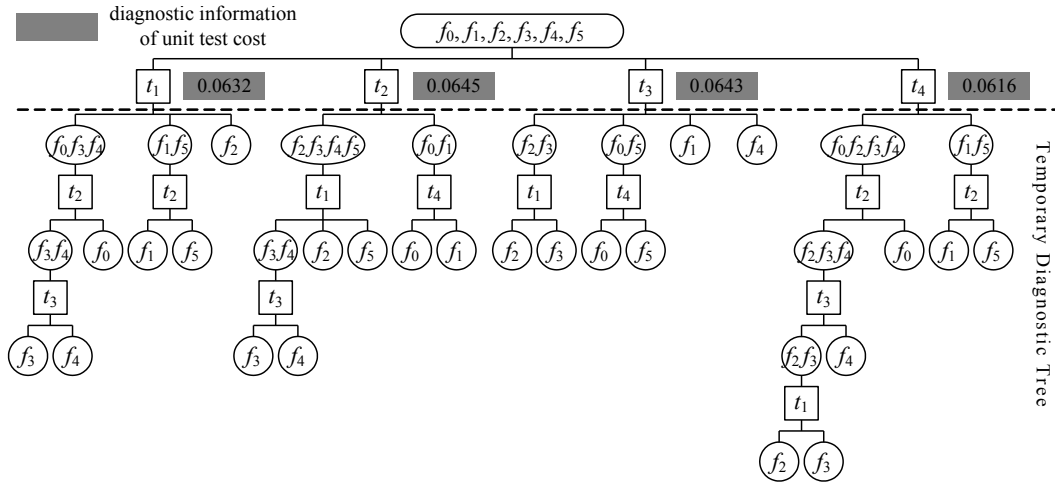 diagnostic information
of unit test cost
f0, f1, f2, f3, f4, f5
t1 0.0632 t2 0.0645 t3 0.0643 t4 0.0616
f0f3f4 f1f5 f2 f2f3f4f5 f0f1 f2f3 f0f5 f1 f4 f0f2f3f4 f1f5
t2 t2 t1 t4 t1 t4 t2 t2
f3f4 f0 f1 f5 f3f4 f2 f5 f0 f1 f2 f3 f0 f5 f2f3f4 f0 f1 f5
t3 t3 t3
f3 f4 f3 f4 f2f3 f4
t1
f2 f3
Temporary Diagnostic Tree